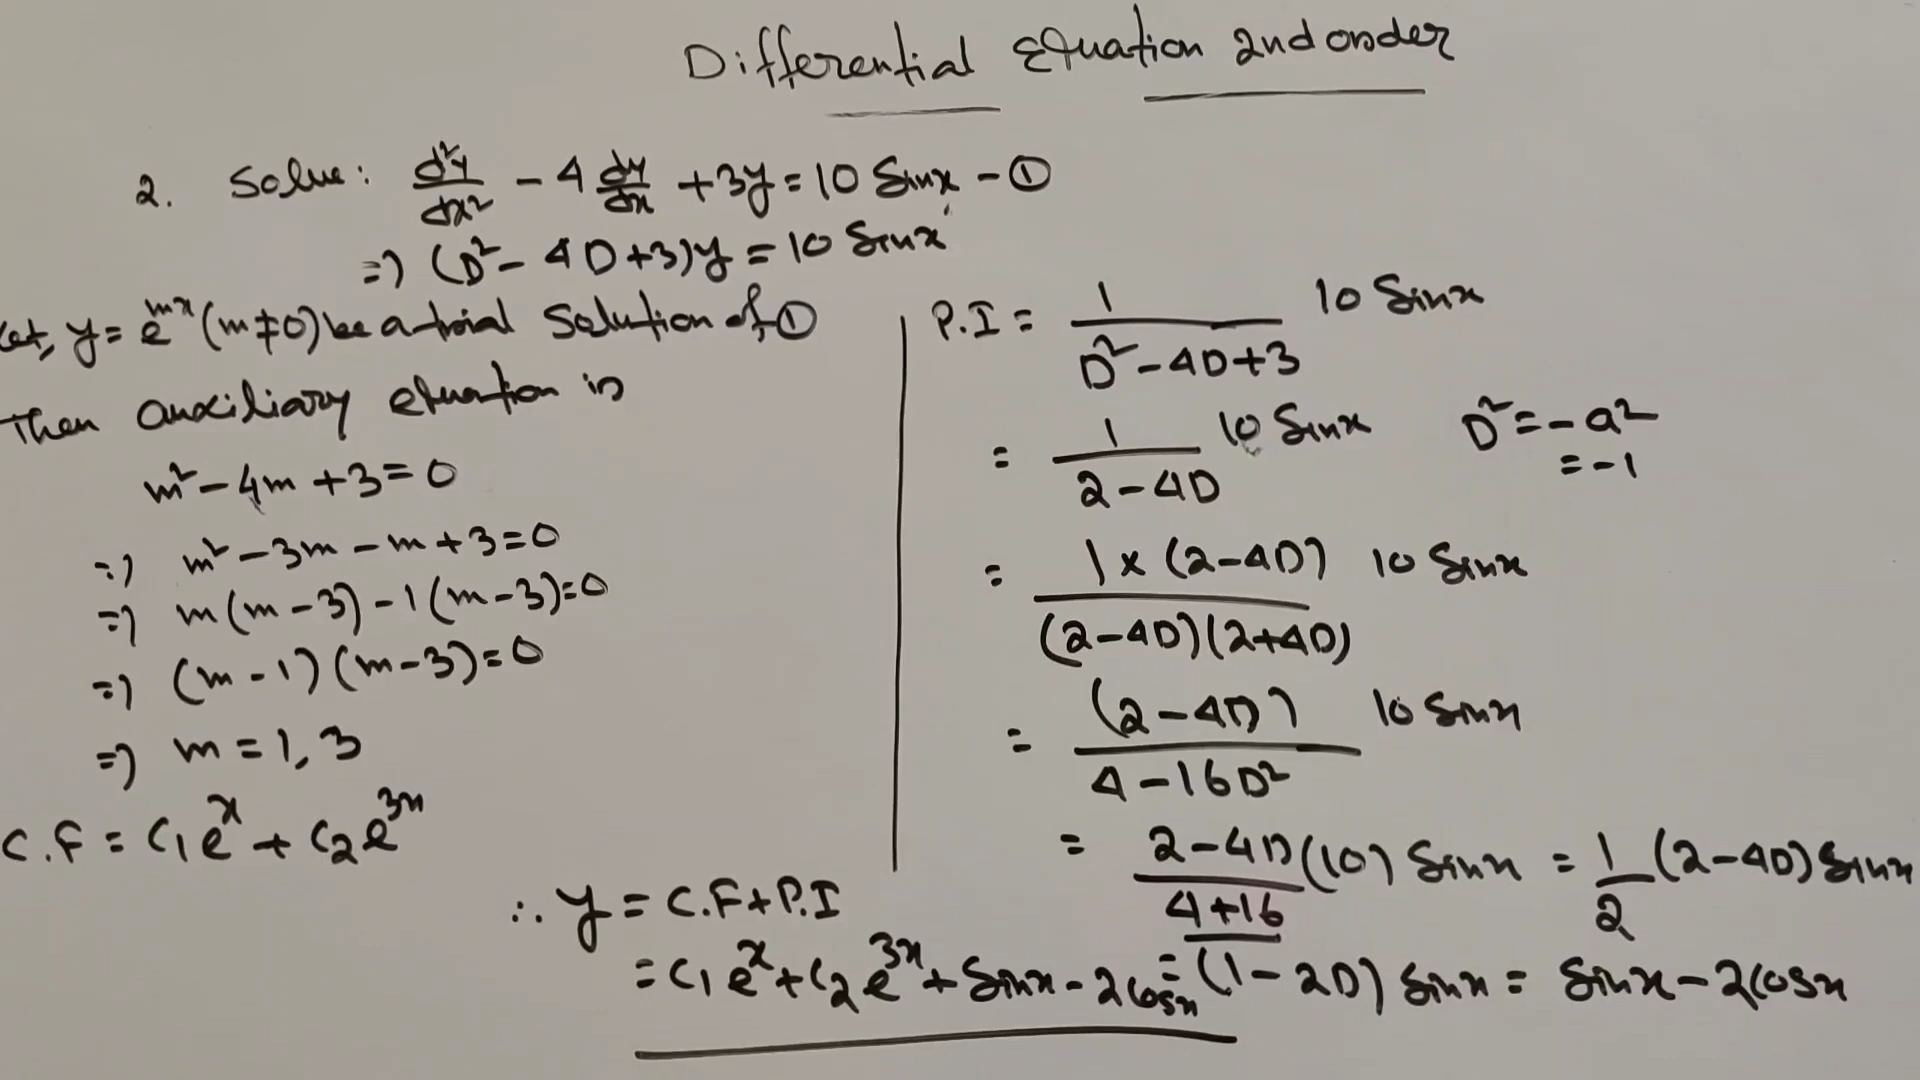 Differential Equation 2nd order
2. Solve: d²y/dx² - 4 dy/dx + 3y = 10 Sinx - ①
=> (D² - 4D+3)y = 10 Sinx
Let, y = e^mx (m≠0) be a trial Solution of ①
Then auxiliary equation is
m² - 4m + 3 = 0
=> m² - 3m - m + 3 = 0
=> m(m-3) - 1(m-3) = 0
=> (m-1)(m-3) = 0
=> m = 1, 3
C.F = C₁e^x + C₂e^3x
P.I = 1/(D² - 4D+3) 10 Sinx
= 1/(2-4D) 10 Sinx D² = -a²
= -1
= 1×(2-4D)/((2-4D)(2+4D)) 10 Sinx
= (2-4D)/(4-16D²) 10 Sinx
= 2-4D/4+16 (10) Sinx = 1/2 (2-4D) Sinx
= (1-2D) Sinx = Sinx - 2Cosx
∴ y = C.F + P.I
= C₁e^x + C₂e^3x + Sinx - 2Cosx